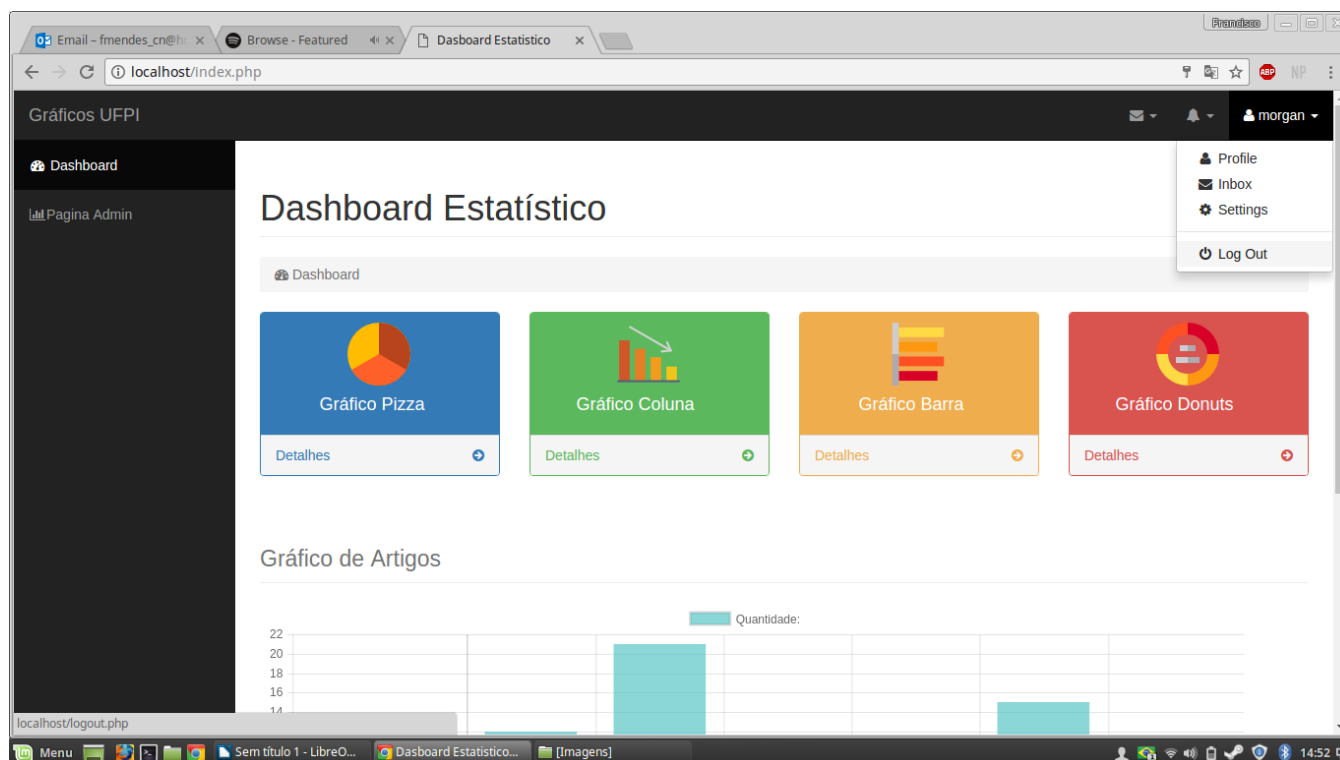 Francisco
Email – fmendes_cn@h
Browse - Featured
Dasboard Estatistico
localhost/index.php
ABP
NP
Gráficos UFPI
morgan
Dashboard
Pagina Admin
Profile
Inbox
Settings
Log Out
Dashboard Estatístico
Dashboard
Gráfico Pizza
Gráfico Coluna
Gráfico Barra
Gráfico Donuts
Detalhes
Detalhes
Detalhes
Detalhes
Gráfico de Artigos
Quantidade:
22
20
18
16
14
localhost/logout.php
Menu
Sem título 1 - LibreO...
Dasboard Estatistico...
[Imagens]
14:52